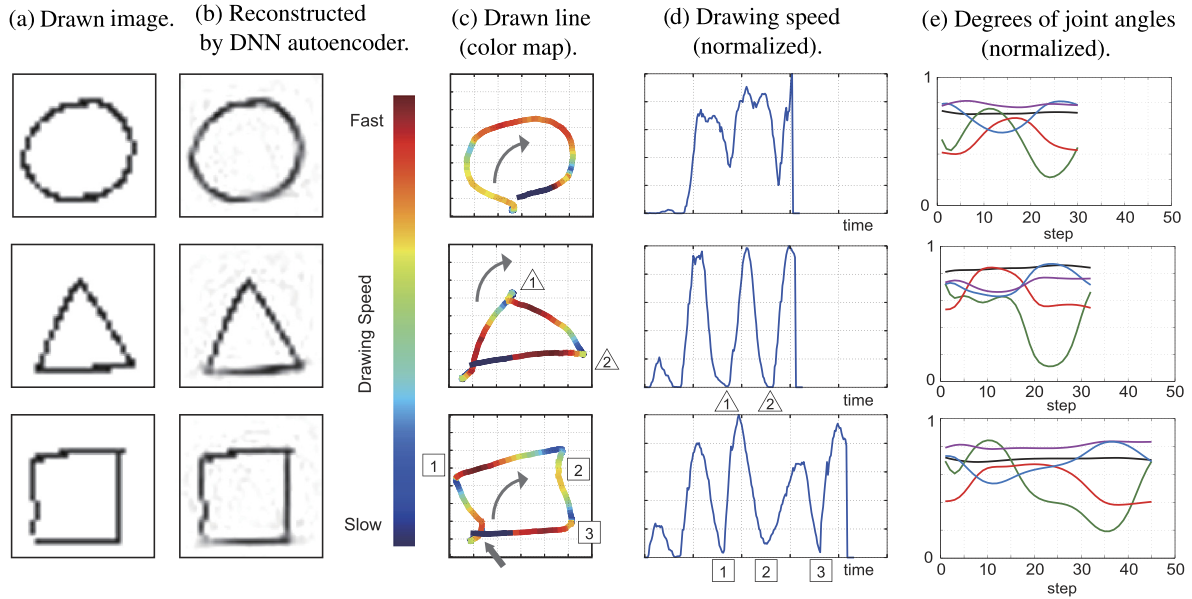 (a) Drawn image.
(b) Reconstructed
by DNN autoencoder.
(c) Drawn line
(color map).
(d) Drawing speed
(normalized).
(e) Degrees of joint angles
(normalized).
Fast
Drawing Speed
Slow
time
1
0
0 10 20 30 40 50
step
1
2
time
1
2
1
0
0 10 20 30 40 50
step
1
2
3
time
1
2
3
1
0
0 10 20 30 40 50
step